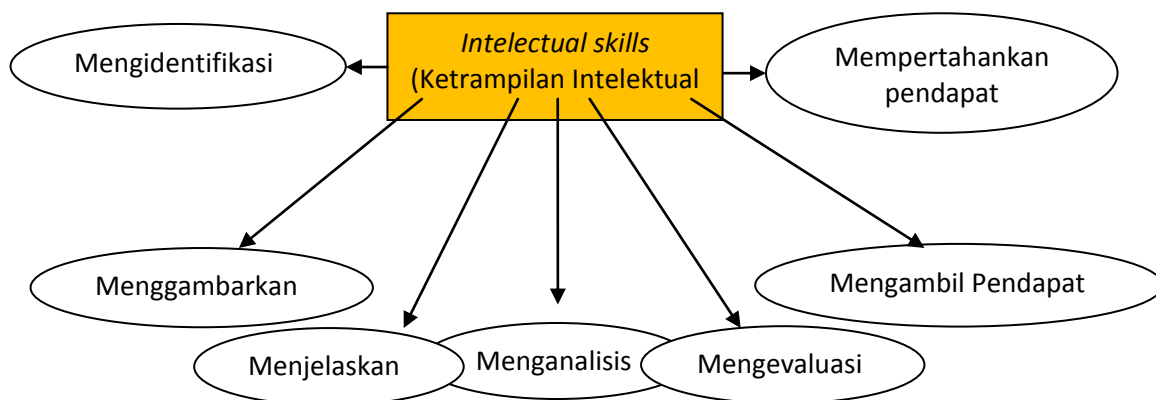 Intelectual skills
(Ketrampilan Intelektual
Mengidentifikasi
Mempertahankan
pendapat
Menggambarkan
Mengambil Pendapat
Menjelaskan
Menganalisis
Mengevaluasi